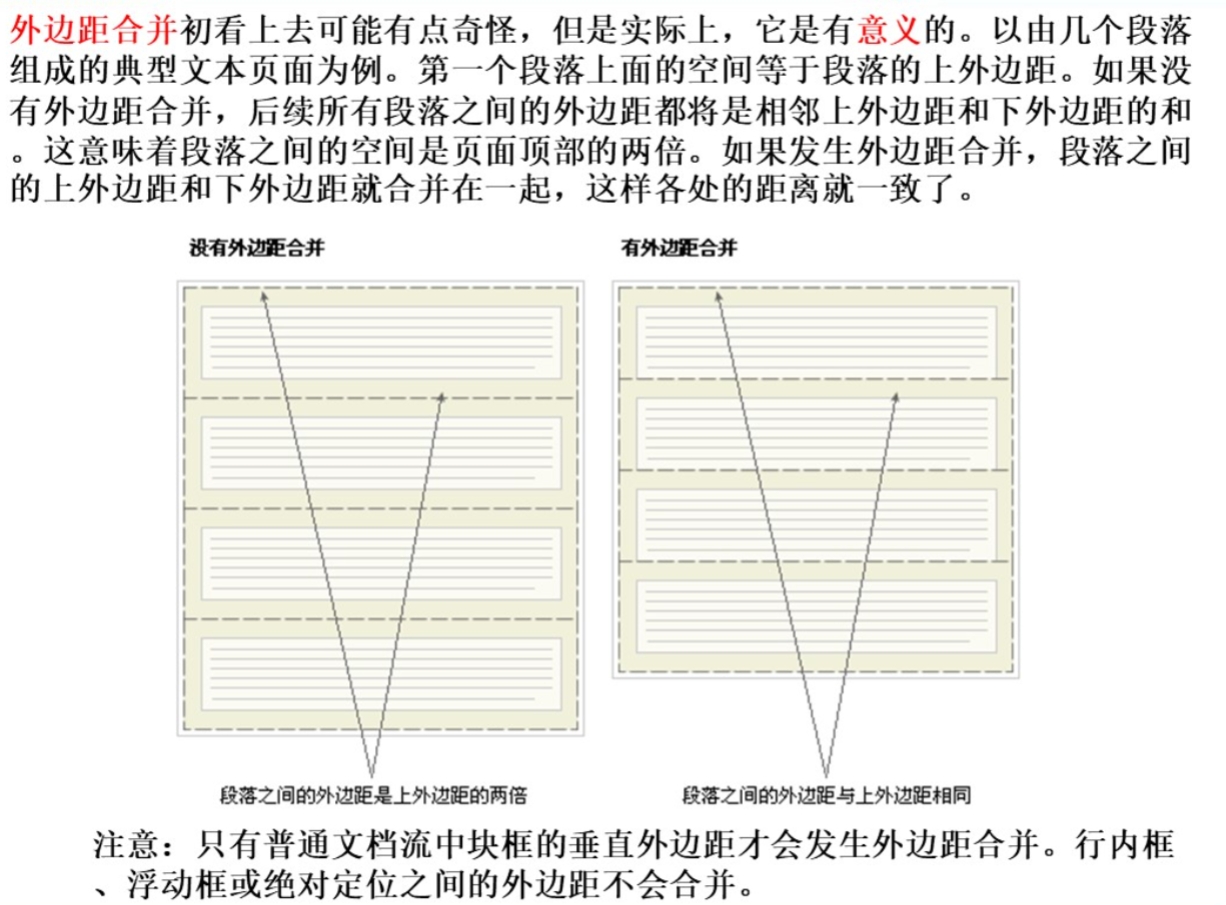 外边距合并初看上去可能有点奇怪，但是实际上，它是有意义的。以由几个段落
组成的典型文本页面为例。第一个段落上面的空间等于段落的上外边距。如果没
有外边距合并，后续所有段落之间的外边距都将是相邻上外边距和下外边距的和
。这意味着段落之间的空间是页面顶部的两倍。如果发生外边距合并，段落之间
的上外边距和下外边距就合并在一起，这样各处的距离就一致了。
没有外边距合并
有外边距合并
段落之间的外边距是上外边距的两倍
段落之间的外边距与上外边距相同
注意：只有普通文档流中块框的垂直外边距才会发生外边距合并。行内框
、浮动框或绝对定位之间的外边距不会合并。